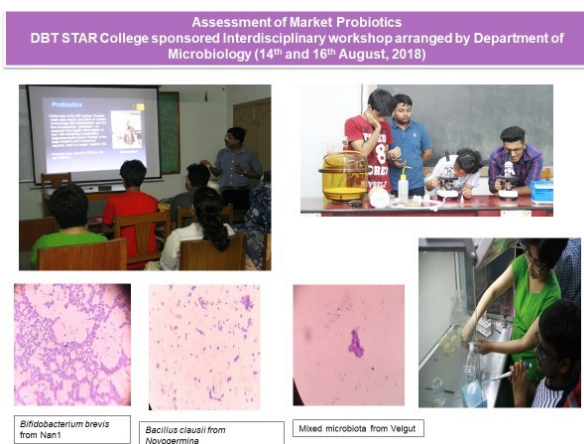 Assessment of Market Probiotics
DBT STAR College sponsored Interdisciplinary workshop arranged by Department of
Microbiology (14th and 16th August, 2018)
Probiotics
Bifidobacterium brevis
from Nan1
Bacillus clausii from
Novogermina
Mixed microbiota from Velgut